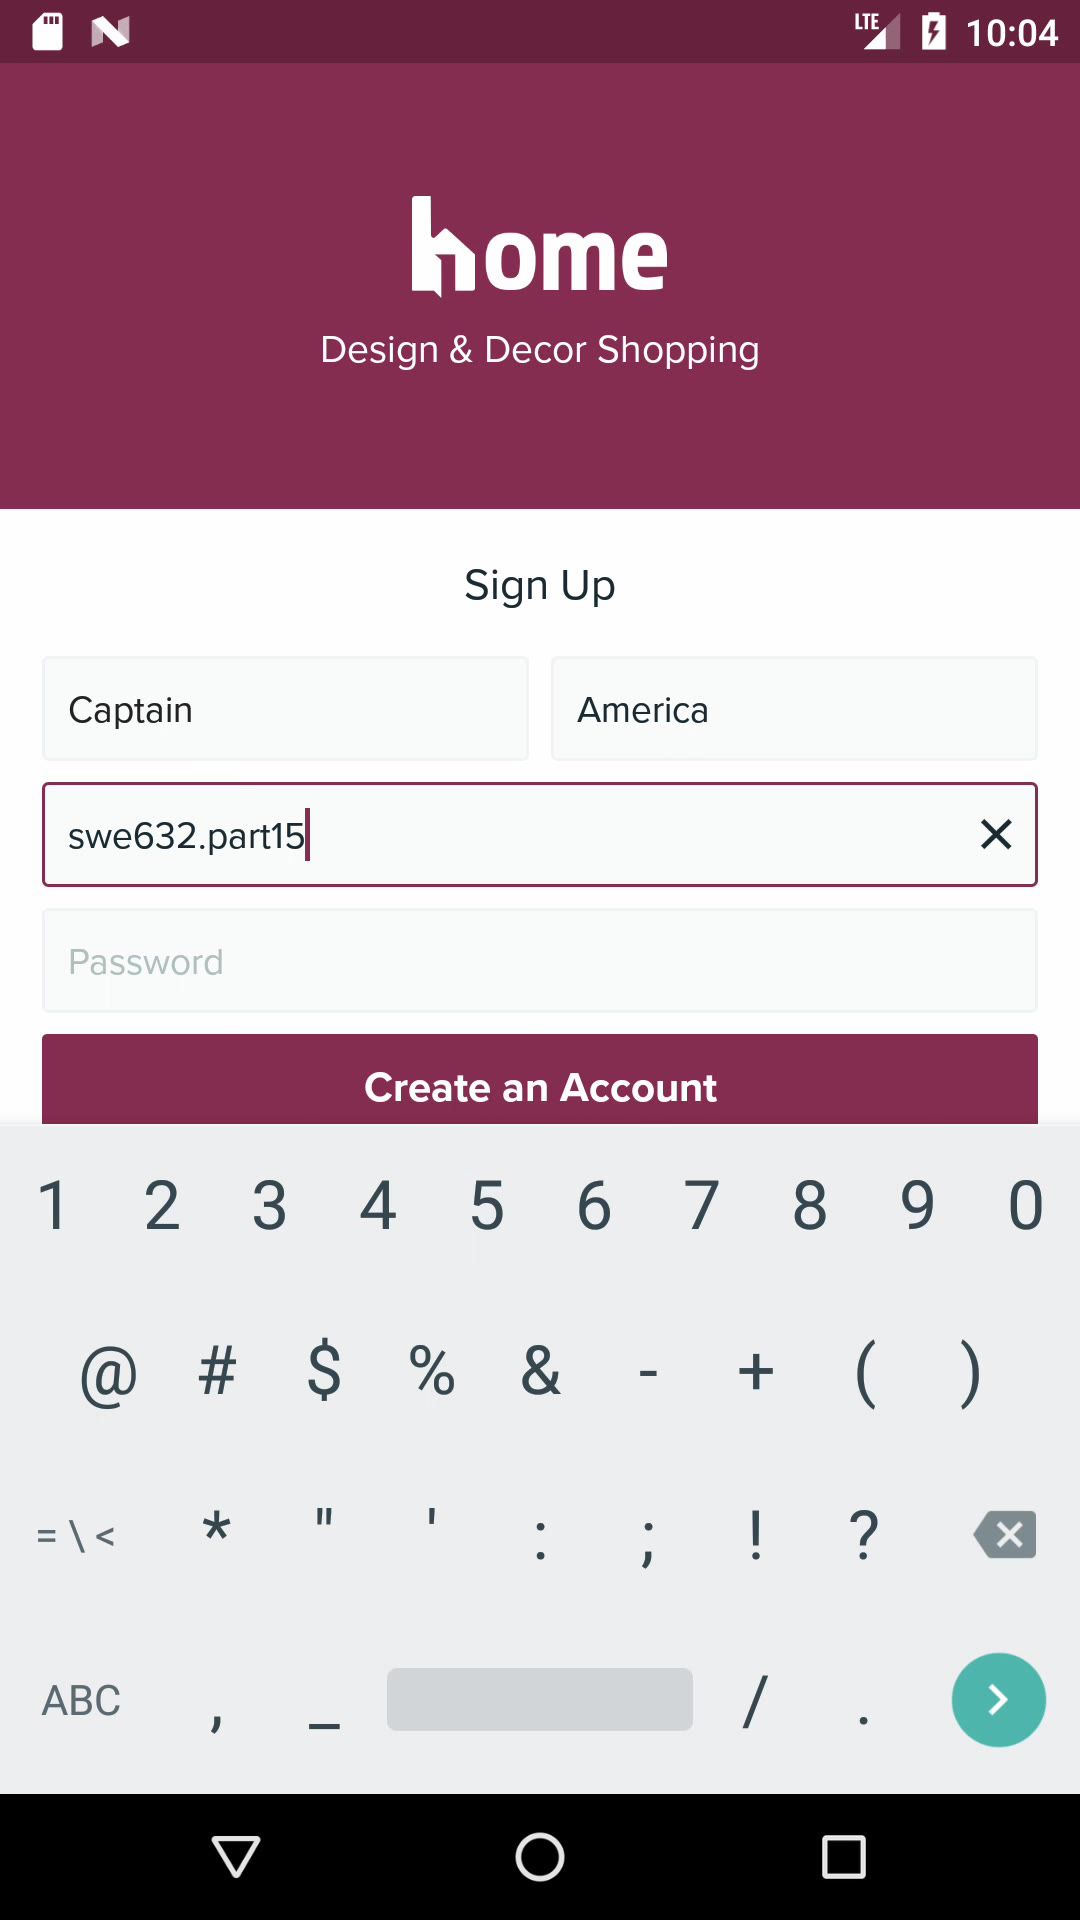 LTE 10:04
home
Design & Decor Shopping
Sign Up
Captain America
swe632.part15
Password
Create an Account
1 2 3 4 5 6 7 8 9 0
@ # $ % & - + ( )
= \ < * " ' : ; ! ?
ABC , _ / .